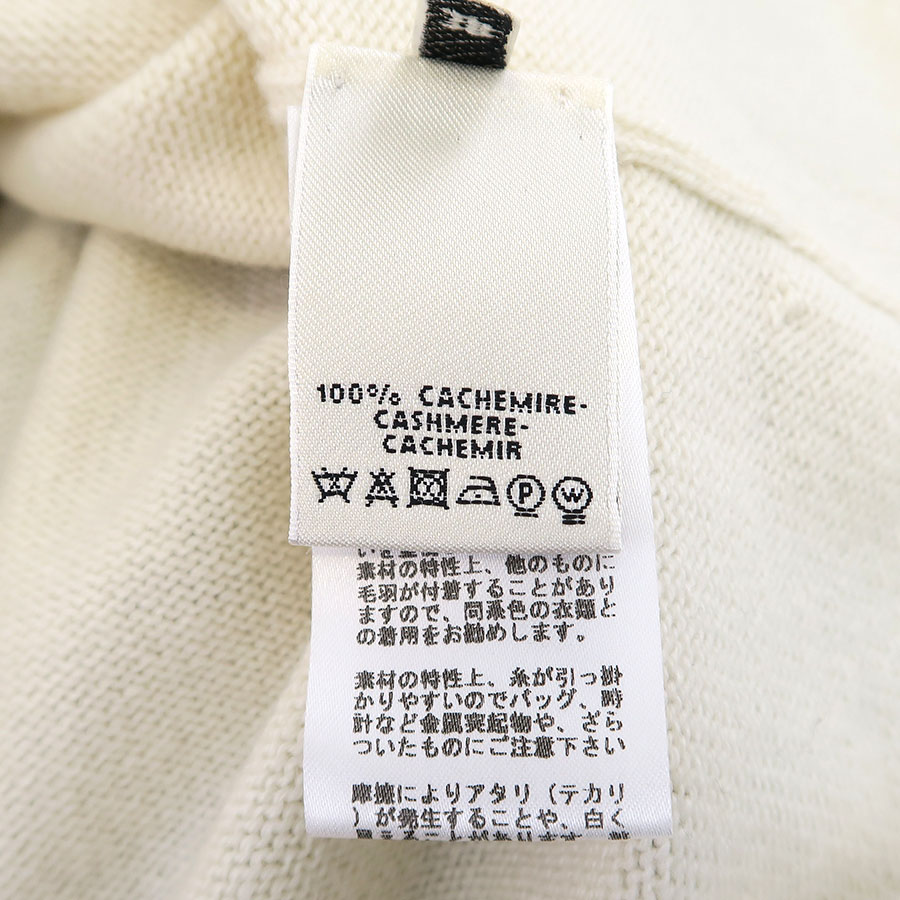 100% CACHEMIRE-
CASHMERE-
CACHEMIR
P W
素材の特性上、他のものに
毛羽が付着することがあり
ますので、同系色の衣類と
の着用をお勧めします。
素材の特性上、糸が引っ掛
かりやすいのでバッグ、時
計など金属突起物や、ざら
ついたものにご注意下さい
摩擦によりアタリ（テカリ
）が発生することや、白く